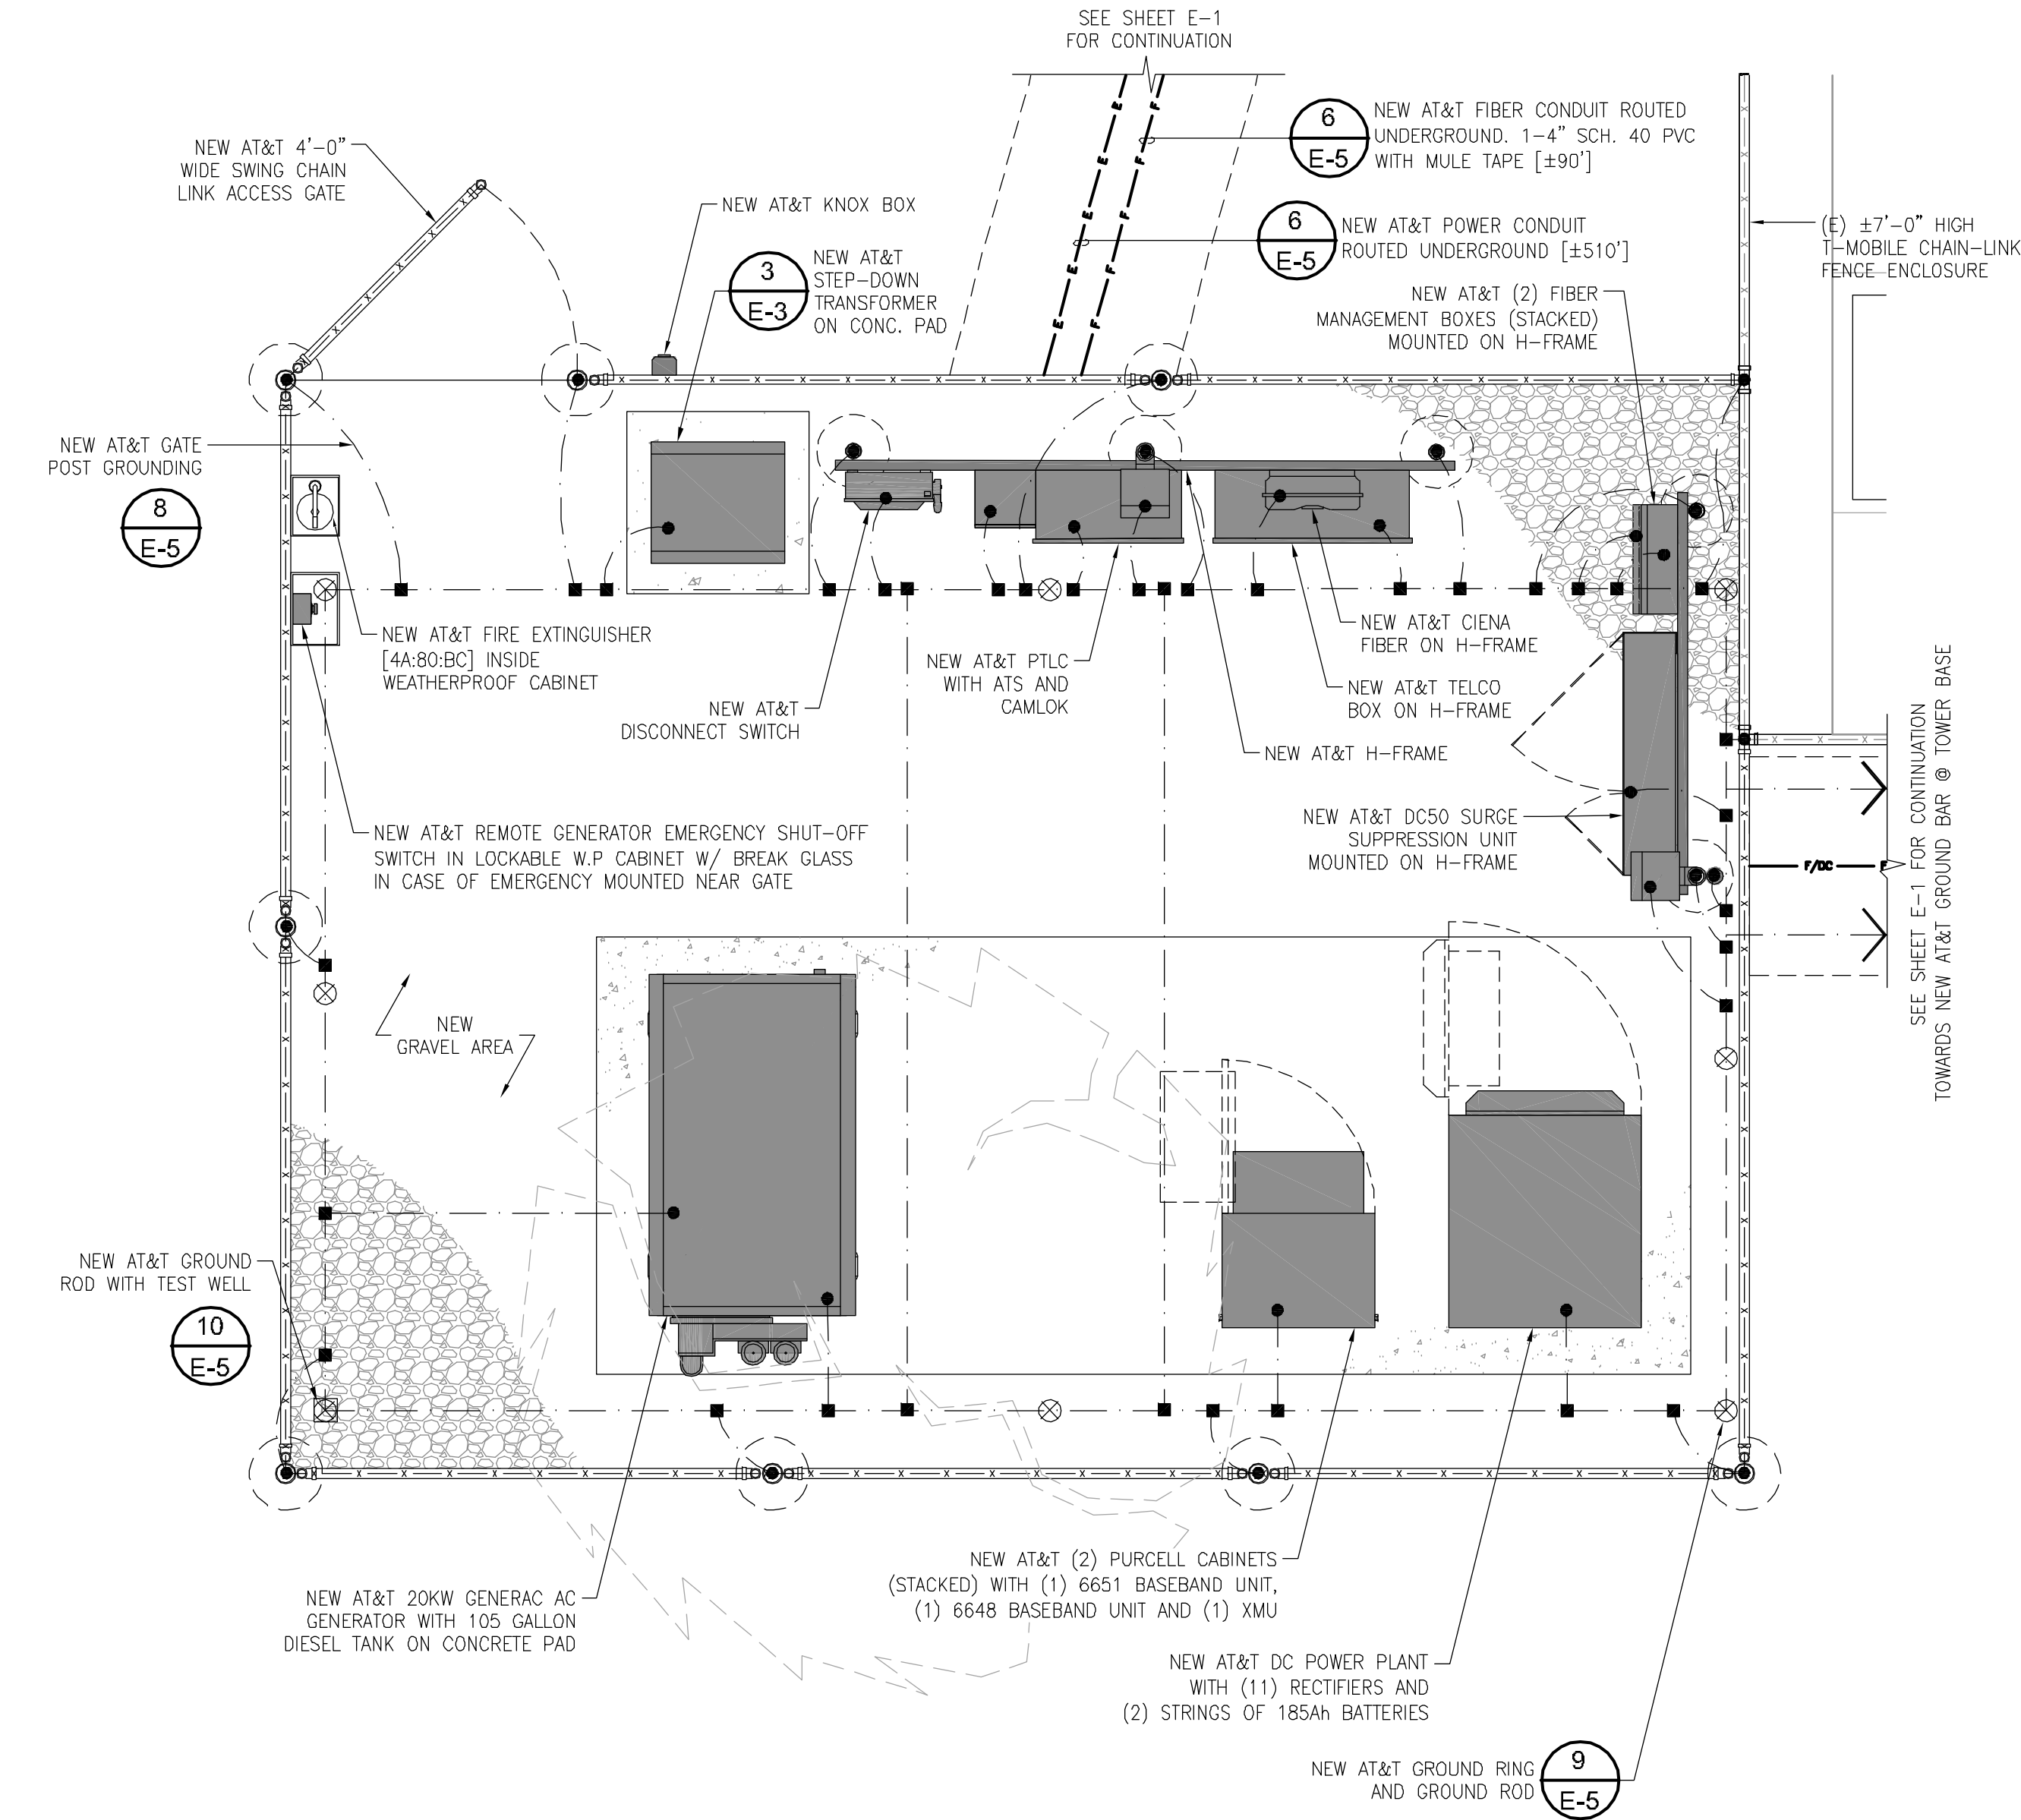 SEE SHEET E-1
FOR CONTINUATION
NEW AT&T 4'-0"
WIDE SWING CHAIN
LINK ACCESS GATE
NEW AT&T KNOX BOX
3
E-3
NEW AT&T
STEP-DOWN
TRANSFORMER
ON CONC. PAD
6
E-5
NEW AT&T FIBER CONDUIT ROUTED
UNDERGROUND. 1-4" SCH. 40 PVC
WITH MULE TAPE [±90']
6
E-5
NEW AT&T POWER CONDUIT
ROUTED UNDERGROUND [±510']
(E) ±7'-0" HIGH
T-MOBILE CHAIN-LINK
FENCE ENCLOSURE
NEW AT&T (2) FIBER
MANAGEMENT BOXES (STACKED)
MOUNTED ON H-FRAME
NEW AT&T GATE
POST GROUNDING
8
E-5
NEW AT&T FIRE EXTINGUISHER
[4A:80:BC] INSIDE
WEATHERPROOF CABINET
NEW AT&T
DISCONNECT SWITCH
NEW AT&T PTLC
WITH ATS AND
CAMLOK
NEW AT&T CIENA
FIBER ON H-FRAME
NEW AT&T TELCO
BOX ON H-FRAME
NEW AT&T H-FRAME
NEW AT&T DC50 SURGE
SUPPRESSION UNIT
MOUNTED ON H-FRAME
NEW AT&T REMOTE GENERATOR EMERGENCY SHUT-OFF
SWITCH IN LOCKABLE W.P CABINET W/ BREAK GLASS
IN CASE OF EMERGENCY MOUNTED NEAR GATE
F/DC
F
SEE SHEET E-1 FOR CONTINUATION
TOWARDS NEW AT&T GROUND BAR @ TOWER BASE
NEW
GRAVEL AREA
NEW AT&T GROUND
ROD WITH TEST WELL
10
E-5
NEW AT&T 20KW GENERAC AC
GENERATOR WITH 105 GALLON
DIESEL TANK ON CONCRETE PAD
NEW AT&T (2) PURCELL CABINETS
(STACKED) WITH (1) 6651 BASEBAND UNIT,
(1) 6648 BASEBAND UNIT AND (1) XMU
NEW AT&T DC POWER PLANT
WITH (11) RECTIFIERS AND
(2) STRINGS OF 185Ah BATTERIES
NEW AT&T GROUND RING
AND GROUND ROD
9
E-5
E
E
E
E
F
F
F
F